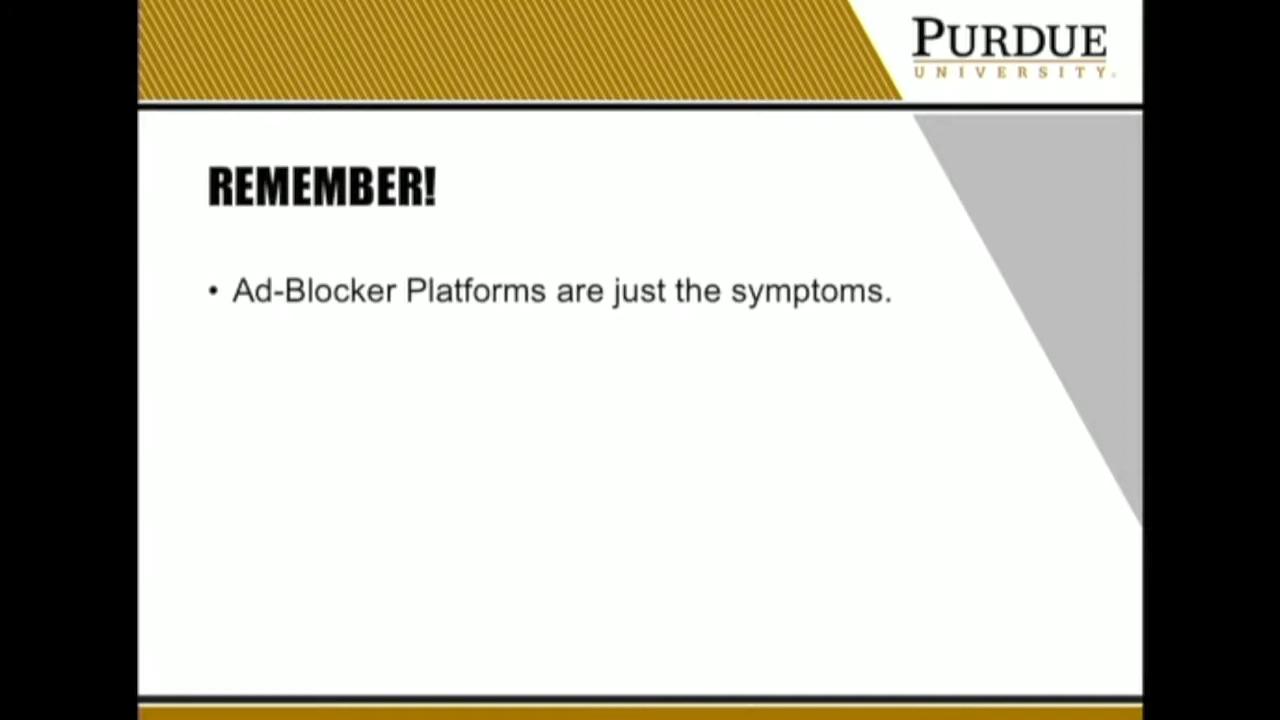 PURDUE
UNIVERSITY.
REMEMBER!
• Ad-Blocker Platforms are just the symptoms.